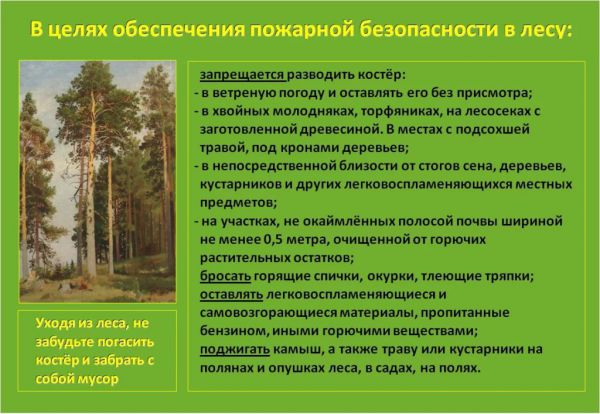 В целях обеспечения пожарной безопасности в лесу:
запрещается разводить костёр:
- в ветреную погоду и оставлять его без присмотра;
- в хвойных молодняках, торфяниках, на лесосеках с
заготовленной древесиной. В местах с подсохшей
травой, под кронами деревьев;
- в непосредственной близости от стогов сена, деревьев,
кустарников и других легковоспламеняющихся местных
предметов;
- на участках, не окаймлённых полосой почвы шириной
не менее 0,5 метра, очищенной от горючих
растительных остатков;
бросать горящие спички, окурки, тлеющие тряпки;
оставлять легковоспламеняющиеся и
самовозгорающиеся материалы, пропитанные
бензином, иными горючими веществами;
поджигать камыш, а также траву или кустарники на
полянах и опушках леса, в садах, на полях.
Уходя из леса, не
забудьте погасить
костёр и забрать с
собой мусор